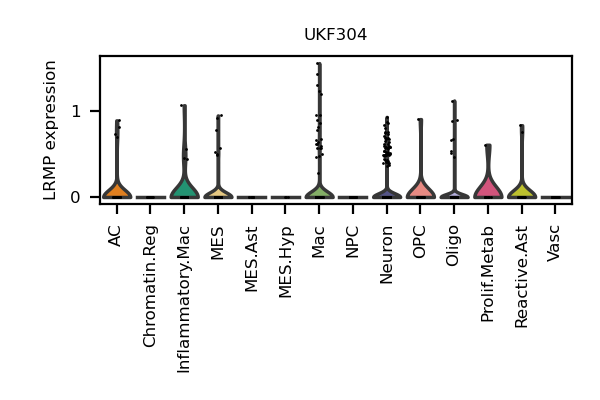 UKF304
LRMP expression
1
0
AC
Chromatin.Reg
Inflammatory.Mac
MES
MES.Ast
MES.Hyp
Mac
NPC
Neuron
OPC
Oligo
Prolif.Metab
Reactive.Ast
Vasc